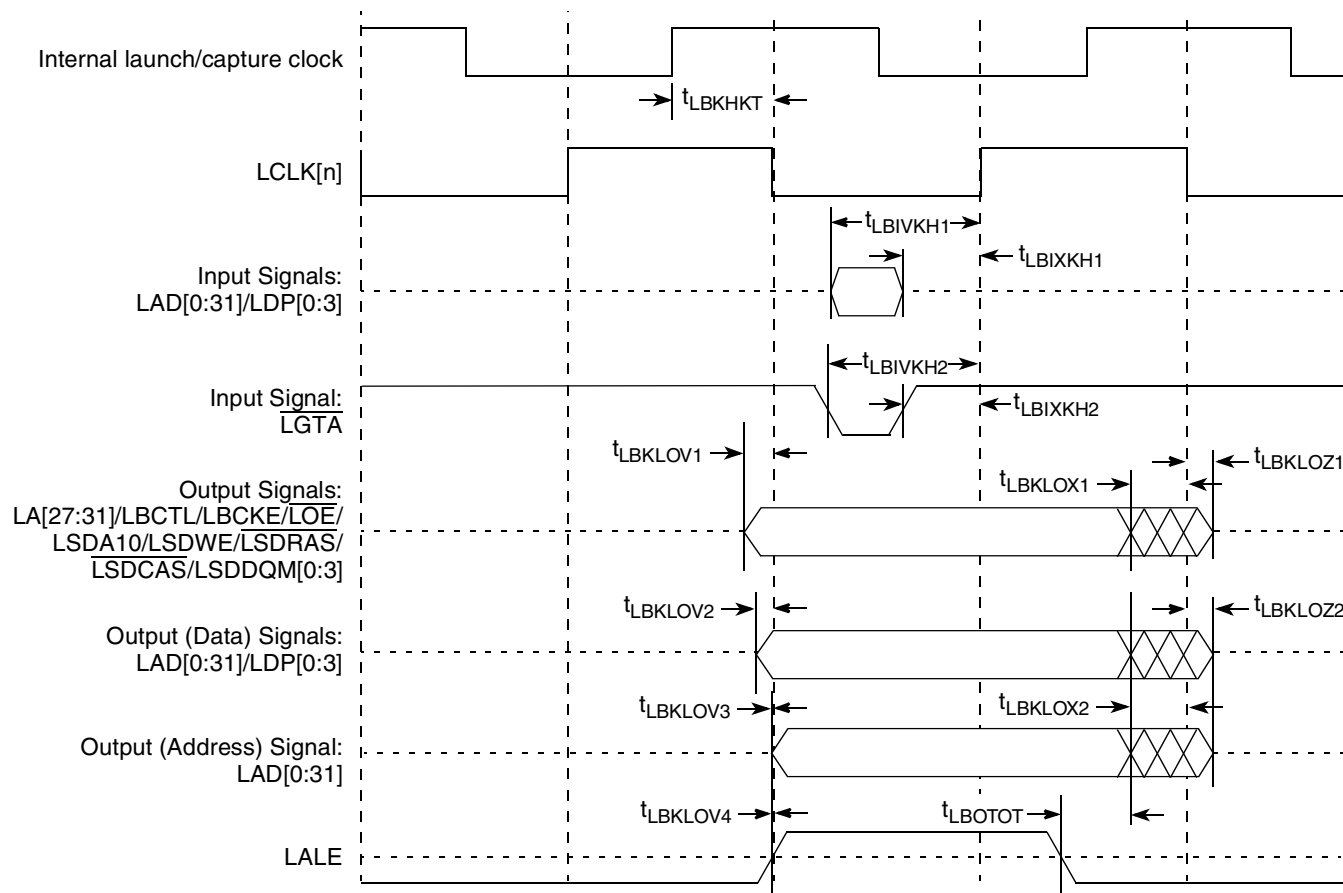 Internal launch/capture clock
tLBKHKT
LCLK[n]
tLBIVKH1
tLBIXKH1
Input Signals:
LAD[0:31]/LDP[0:3]
tLBIVKH2
Input Signal:
LGTA
tLBIXKH2
tLBKLOV1
tLBKLOZ1
tLBKLOX1
Output Signals:
LA[27:31]/LBCTL/LBCKE/LOE/
LSDA10/LSDWE/LSDRAS/
LSDCAS/LSDDQM[0:3]
tLBKLOV2
tLBKLOZ2
Output (Data) Signals:
LAD[0:31]/LDP[0:3]
tLBKLOV3
tLBKLOX2
Output (Address) Signal:
LAD[0:31]
tLBKLOV4
tLBOTOT
LALE